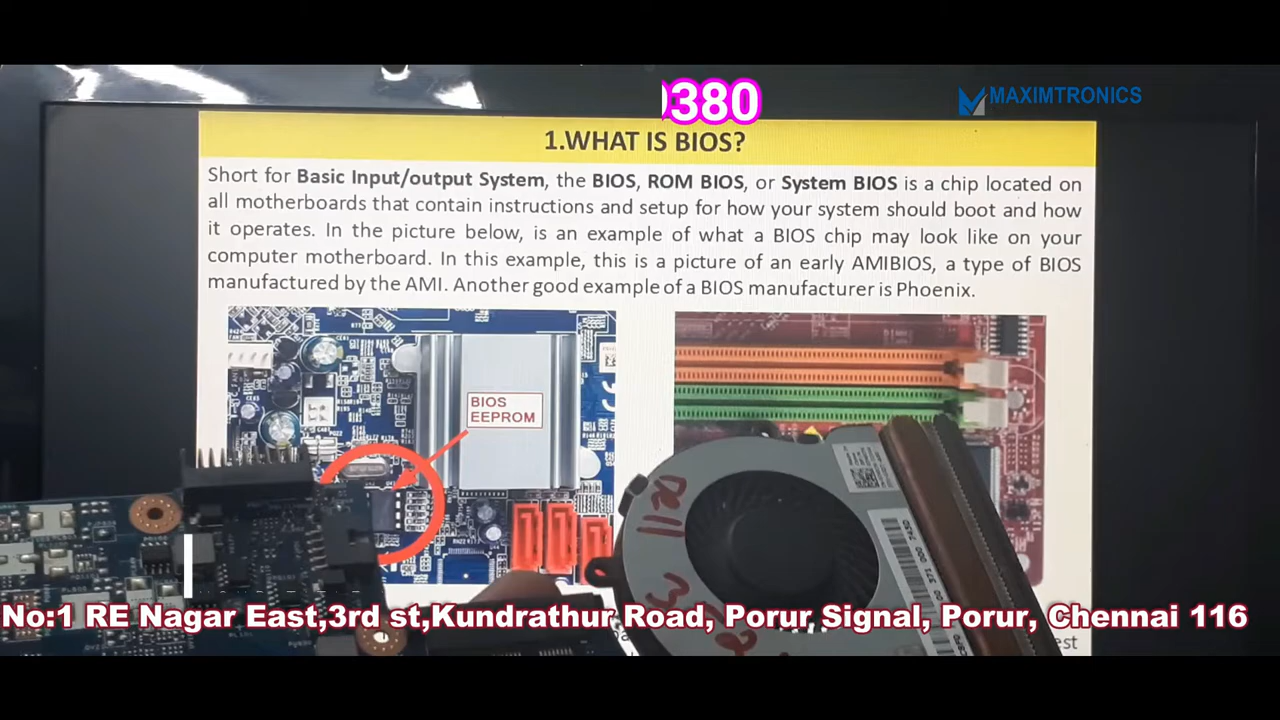 380
MAXIMTRONICS
1.WHAT IS BIOS?
Short for Basic Input/output System, the BIOS, ROM BIOS, or System BIOS is a chip located on
all motherboards that contain instructions and setup for how your system should boot and how
it operates. In the picture below, is an example of what a BIOS chip may look like on your
computer motherboard. In this example, this is a picture of an early AMIBIOS, a type of BIOS
manufactured by the AMI. Another good example of a BIOS manufacturer is Phoenix.
BIOS
EEPROM
1120
No:1 RE Nagar East,3rd st,Kundrathur Road, Porur Signal, Porur, Chennai 116